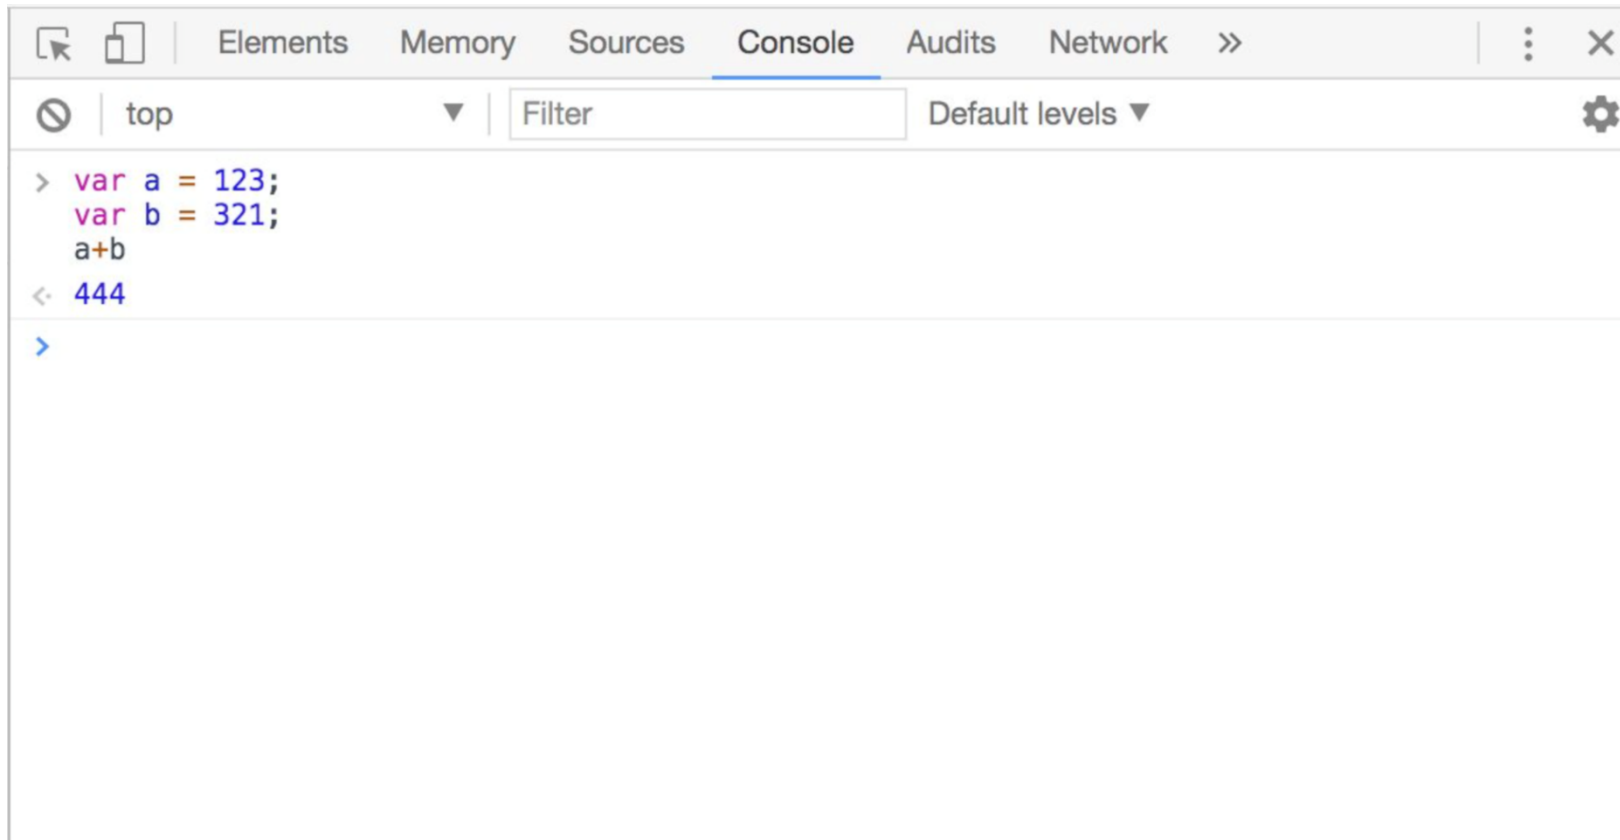 Elements Memory Sources Console Audits Network »
top ▼ Filter Default levels ▼
> var a = 123;
var b = 321;
a+b
444
>